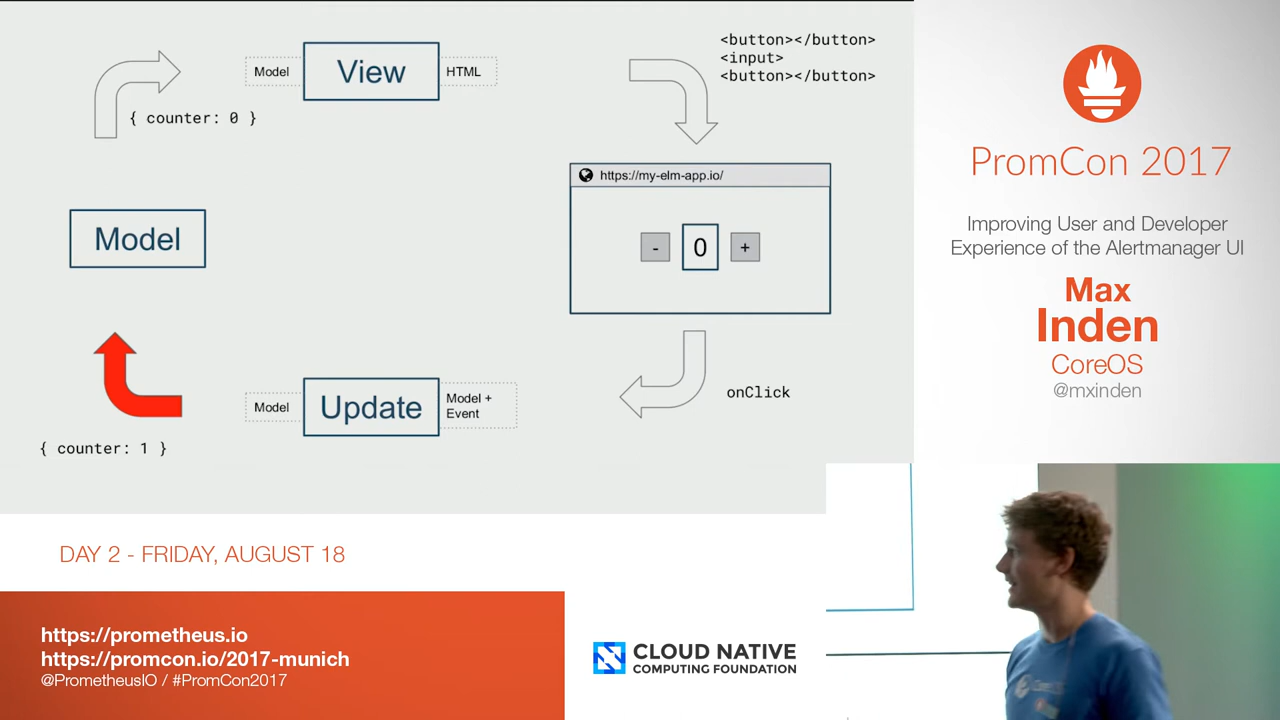 Model
View
HTML
{ counter: 0 }
<button></button>
<input>
<button></button>
Model
https://my-elm-app.io/
-
0
+
Model
Update
Model +
Event
onClick
{ counter: 1 }
PromCon 2017
Improving User and Developer
Experience of the Alertmanager UI
Max
Inden
CoreOS
@mxinden
DAY 2 - FRIDAY, AUGUST 18
https://prometheus.io
https://promcon.io/2017-munich
@PrometheusIO / #PromCon2017
CLOUD NATIVE
COMPUTING FOUNDATION